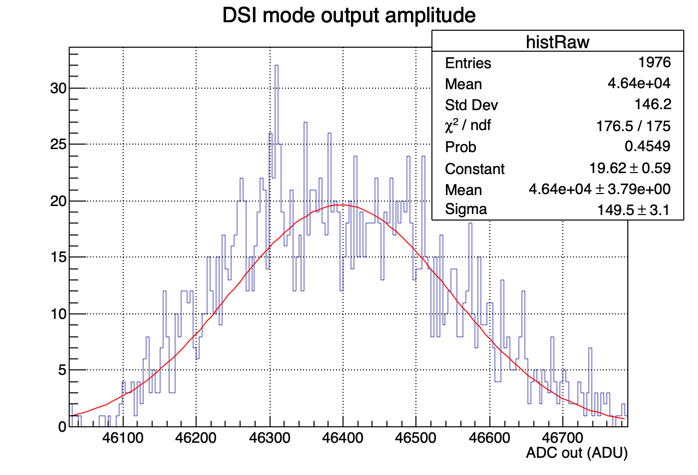 DSI mode output amplitude
histRaw
Entries 1976
Mean 4.64e+04
Std Dev 146.2
χ² / ndf 176.5 / 175
Prob 0.4549
Constant 19.62 ± 0.59
Mean 4.64e+04 ± 3.79e+00
Sigma 149.5 ± 3.1
30
25
20
15
10
5
0
46100 46200 46300 46400 46500 46600 46700
ADC out (ADU)